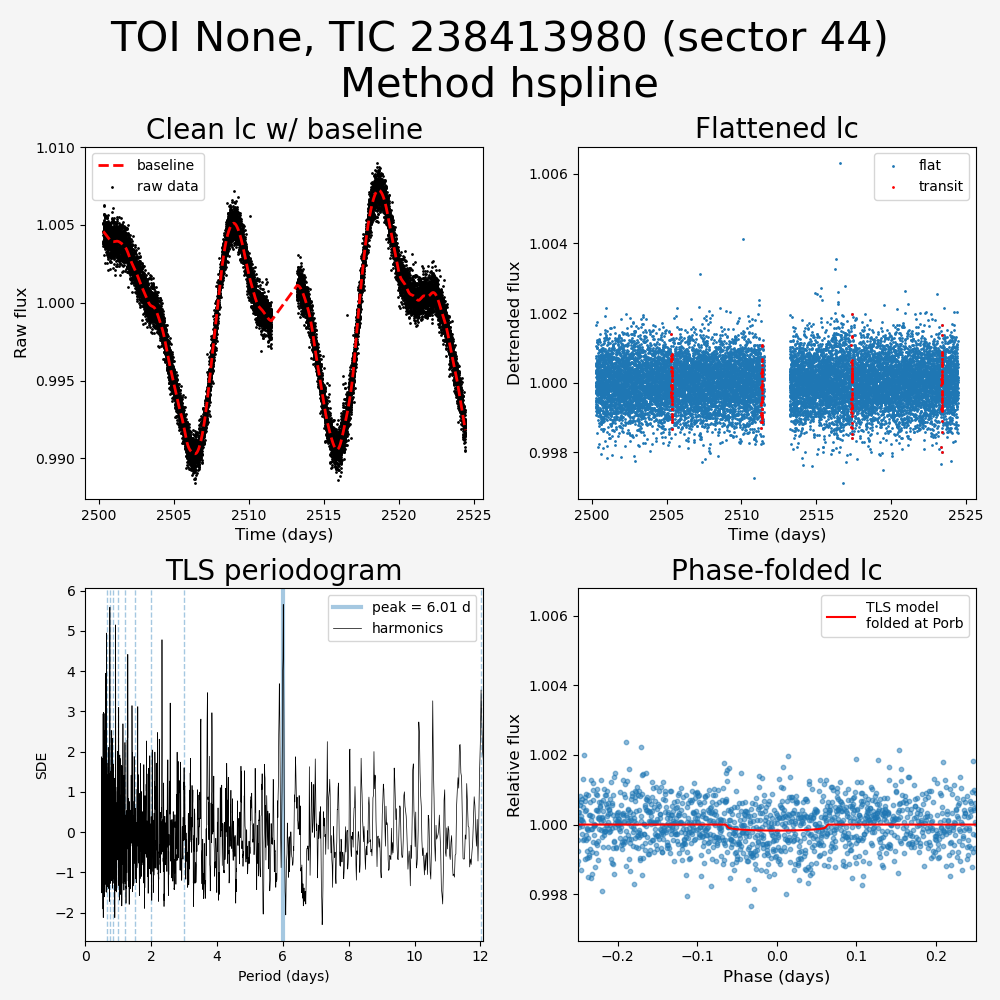 TOI None, TIC 238413980 (sector 44)
Method hspline
Clean lc w/ baseline
1.010
1.005
1.000
0.995
0.990
Raw flux
baseline
raw data
2500
2505
2510
2515
2520
2525
Time (days)
Flattened lc
1.006
1.004
1.002
1.000
0.998
Detrended flux
flat
transit
2500
2505
2510
2515
2520
2525
Time (days)
TLS periodogram
6
5
4
3
2
1
0
−1
−2
SDE
peak = 6.01 d
harmonics
0
2
4
6
8
10
12
Period (days)
Phase-folded lc
1.006
1.004
1.002
1.000
0.998
Relative flux
TLS model
folded at Porb
−0.2
−0.1
0.0
0.1
0.2
Phase (days)